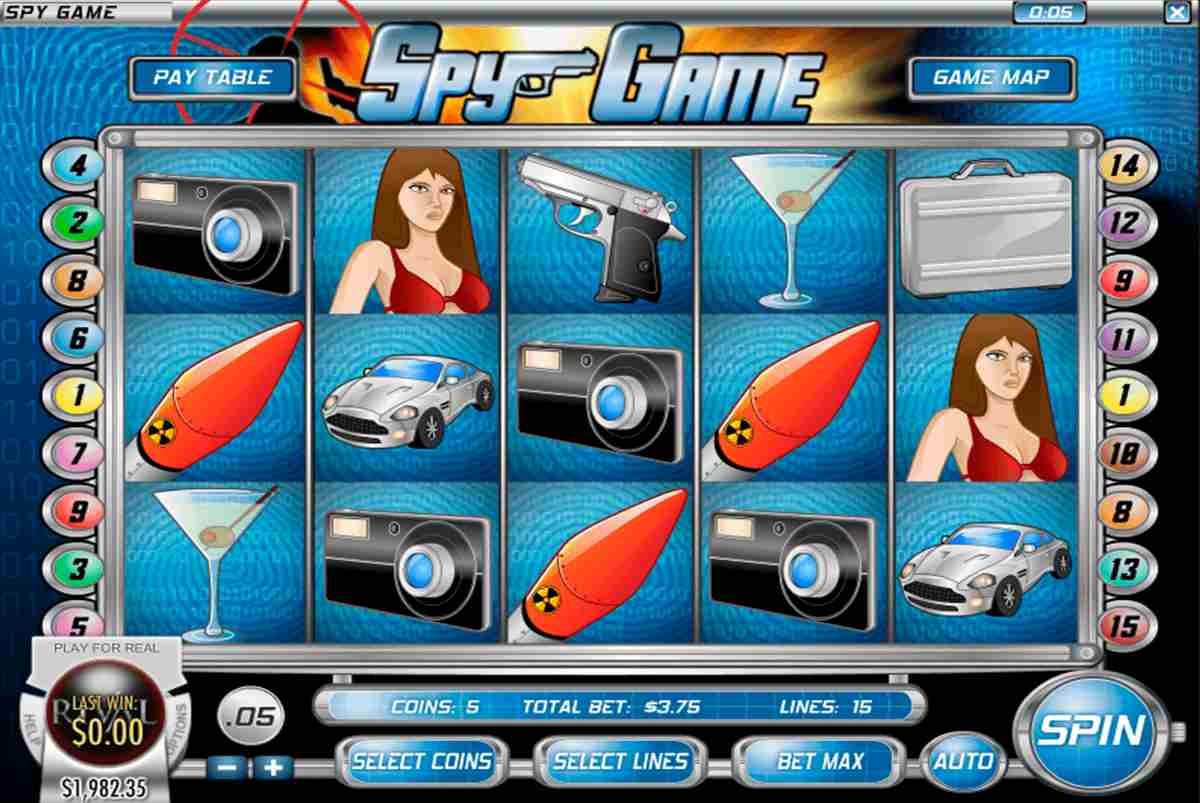 SPY GAME
0:05
PAY TABLE
SPY GAME
GAME MAP
4
2
8
6
1
7
9
3
5
14
12
9
11
1
10
8
13
15
PLAY FOR REAL
RIVAL
LAST WIN:
$0.00
HELP
OPTIONS
$1,982.35
.05
COINS: 5 TOTAL BET: $3.75 LINES: 15
SELECT COINS
SELECT LINES
BET MAX
AUTO
SPIN